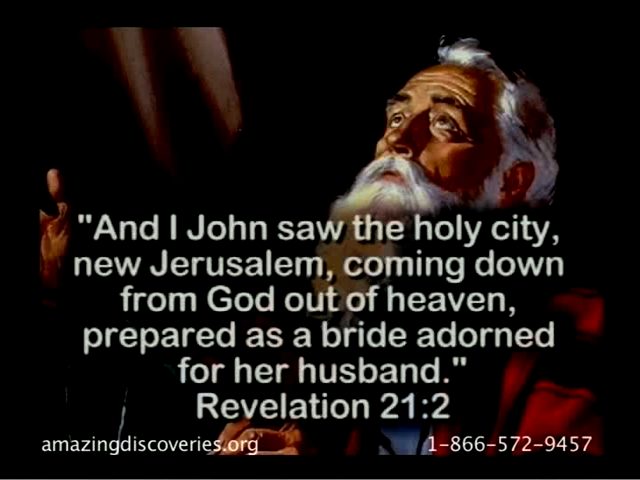 "And I John saw the holy city,
new Jerusalem, coming down
from God out of heaven,
prepared as a bride adorned
for her husband."
Revelation 21:2
amazingdiscoveries.org 1-866-572-9457